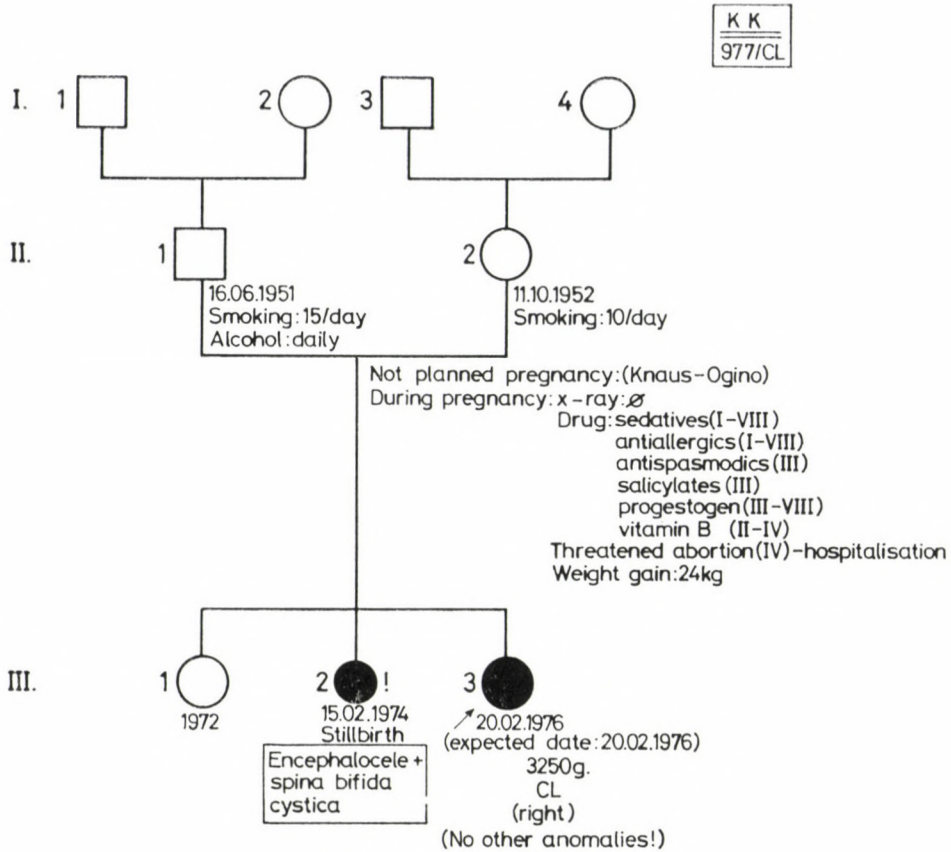 K K
977/CL
I. 1 2 3 4
II. 1 2
16.06.1951
Smoking:15/day
Alcohol:daily
11.10.1952
Smoking:10/day
Not planned pregnancy:(Knaus-Ogino)
During pregnancy:x-ray:ø
Drug:sedatives(I-VIII)
antiallergics(I-VIII)
antispasmodics(III)
salicylates(III)
progestogen(III-VIII)
vitamin B (II-IV)
Threatened abortion(IV)-hospitalisation
Weight gain:24kg
III. 1 2 ! 3
1972
15.02.1974
Stillbirth
Encephalocele+
spina bifida
cystica
20.02.1976
(expected date:20.02.1976)
3250g.
CL
(right)
(No other anomalies!)